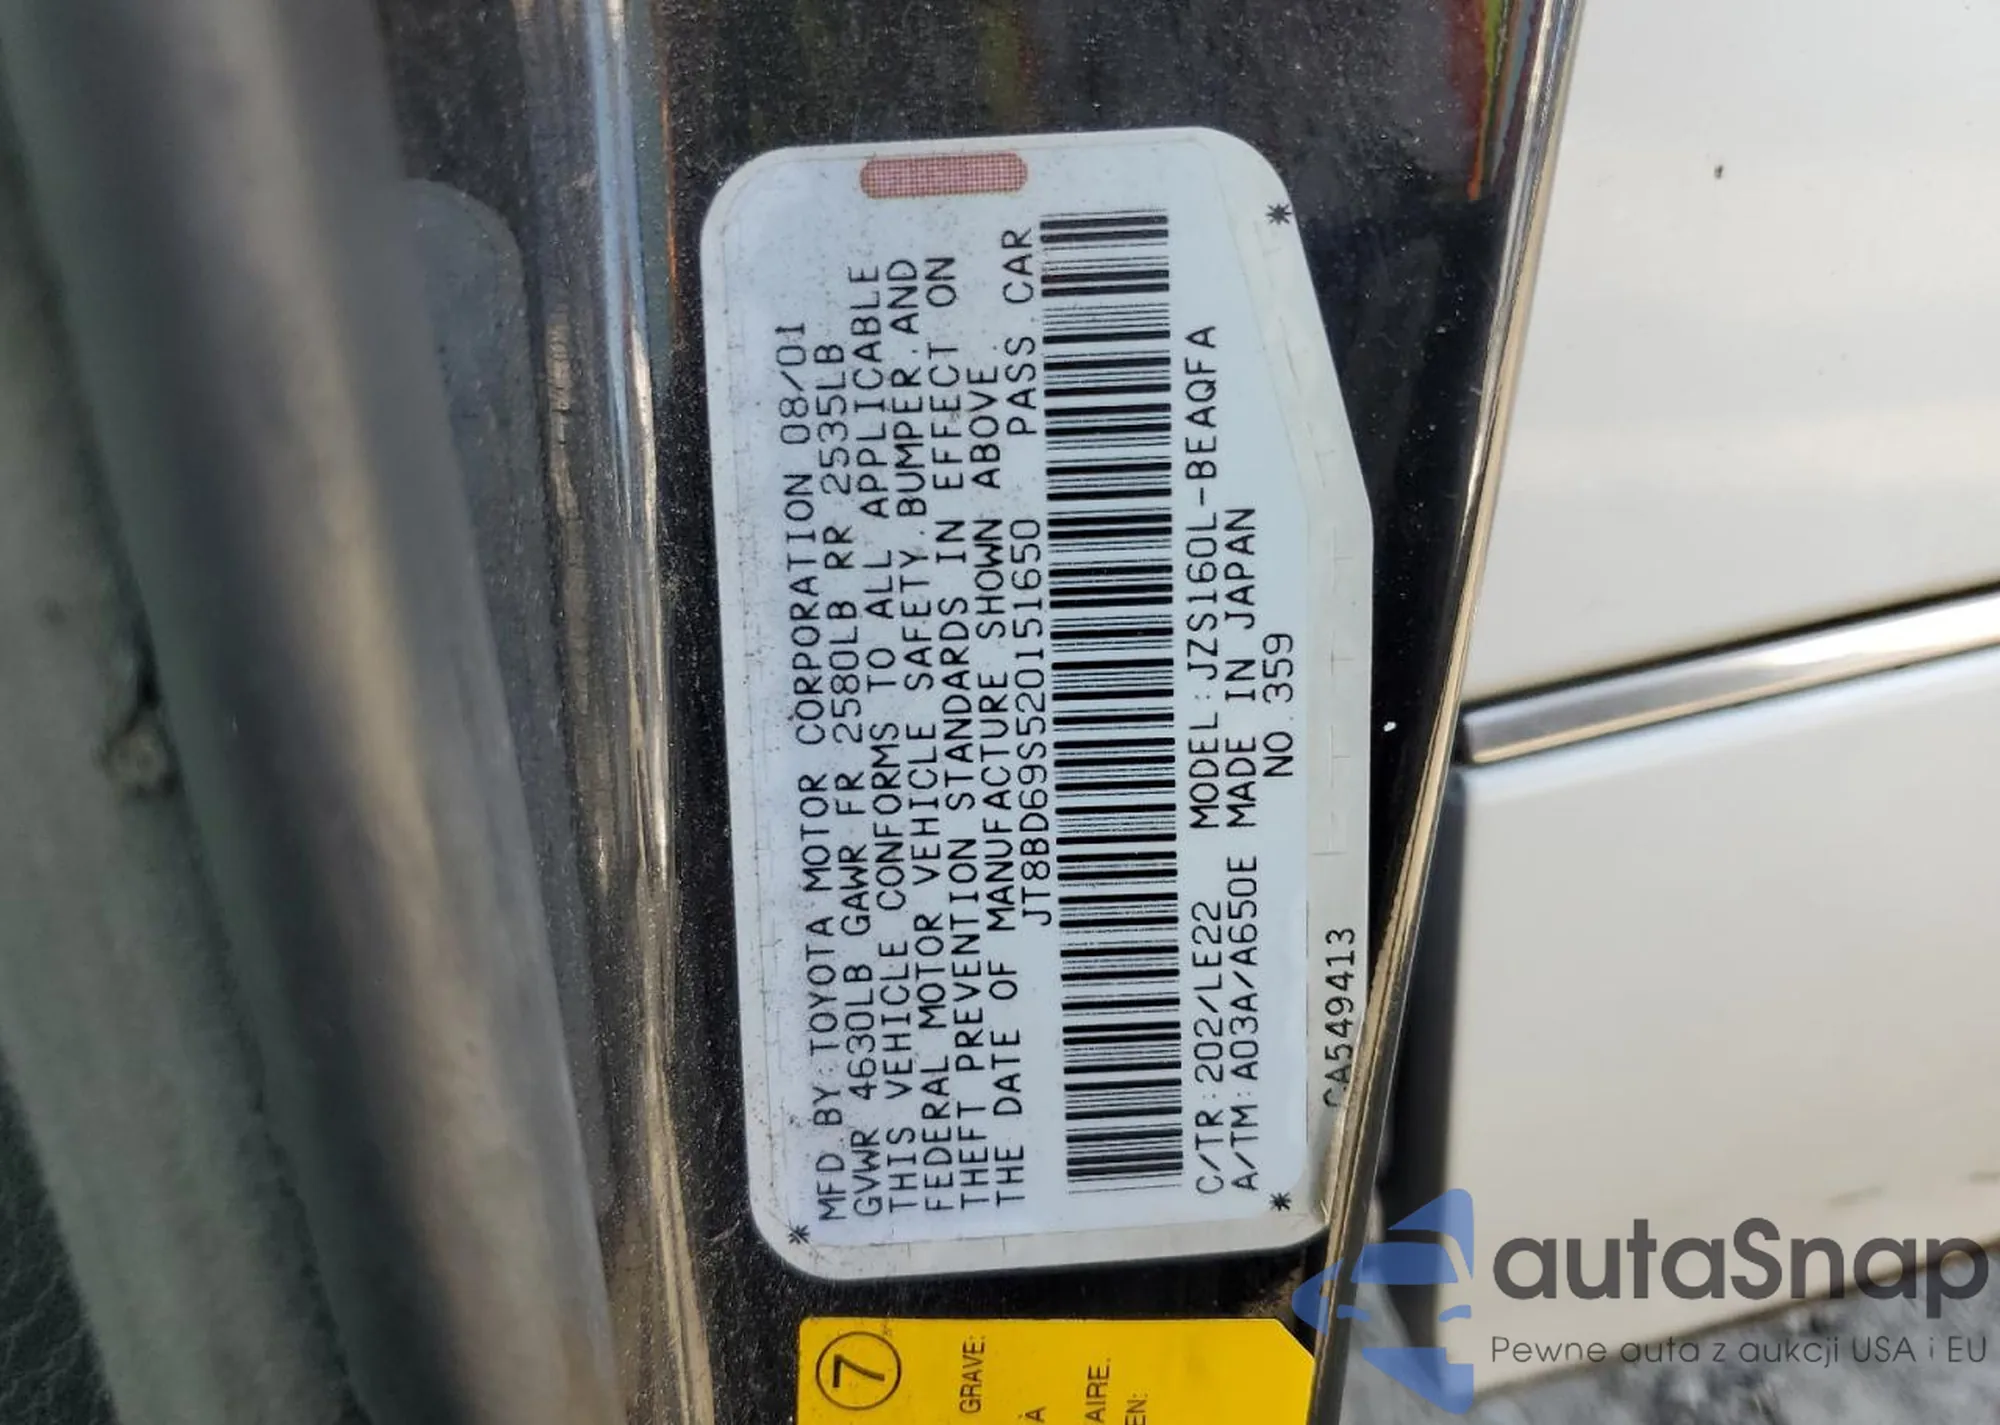 MFD.BY:TOYOTA MOTOR CORPORATION 08/01
GVWR 4630LB GAWR FR 2580LB RR 2535LB
THIS VEHICLE CONFORMS TO ALL APPLICABLE
FEDERAL MOTOR VEHICLE SAFETY.BUMPER.AND
THEFT PREVENTION STANDARDS IN EFFECT ON
THE DATE OF MANUFACTURE SHOWN ABOVE.
JT8BD69S520151650 PASS.CAR
C/TR:202/LE22 MODEL:JZS160L-BEAQFA
A/TM:A03A/A650E MADE IN JAPAN
NO.359
CA549413
7
GRAVE:
À
AIRE.
EN:
autaSnap
Pewne auta z aukcji USA i EU